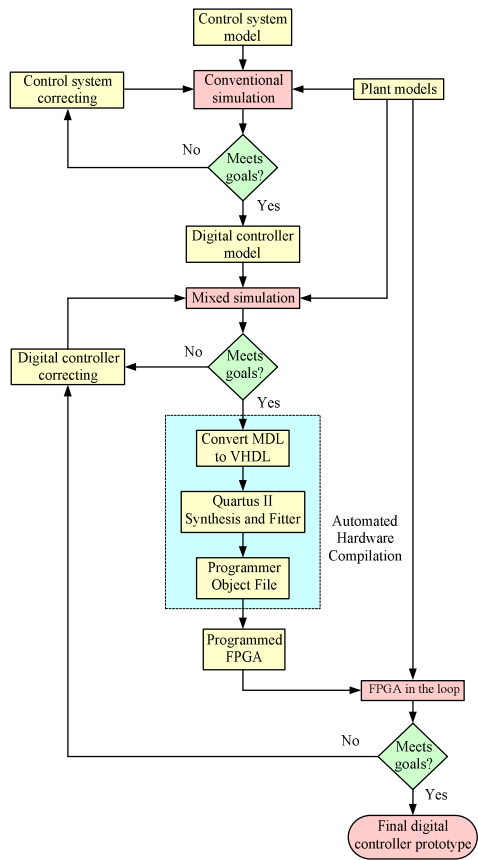 Control system
model
Control system
correcting
Conventional
simulation
Plant models
No
Meets
goals?
Yes
Digital controller
model
Mixed simulation
Digital controller
correcting
No
Meets
goals?
Yes
Convert MDL
to VHDL
Quartus II
Synthesis and Fitter
Automated
Hardware
Compilation
Programmer
Object File
Programmed
FPGA
FPGA in the loop
No
Meets
goals?
Yes
Final digital
controller prototype